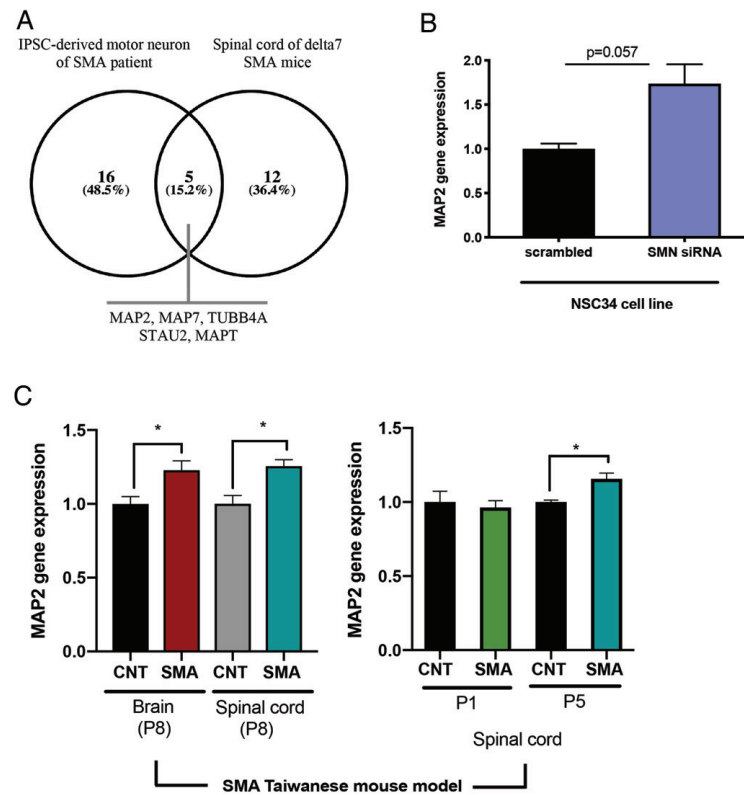 A
IPSC-derived motor neuron
of SMA patient
Spinal cord of delta7
SMA mice
16
(48.5%)
5
(15.2%)
12
(36.4%)
MAP2, MAP7, TUBB4A
STAU2, MAPT
B
MAP2 gene expression
2.0
1.5
1.0
0.5
0.0
p=0.057
scrambled
SMN siRNA
NSC34 cell line
C
MAP2 gene expression
1.5
1.0
0.5
0.0
*
*
CNT
SMA
CNT
SMA
Brain
(P8)
Spinal cord
(P8)
MAP2 gene expression
1.5
1.0
0.5
0.0
*
CNT
SMA
CNT
SMA
P1
P5
Spinal cord
SMA Taiwanese mouse model